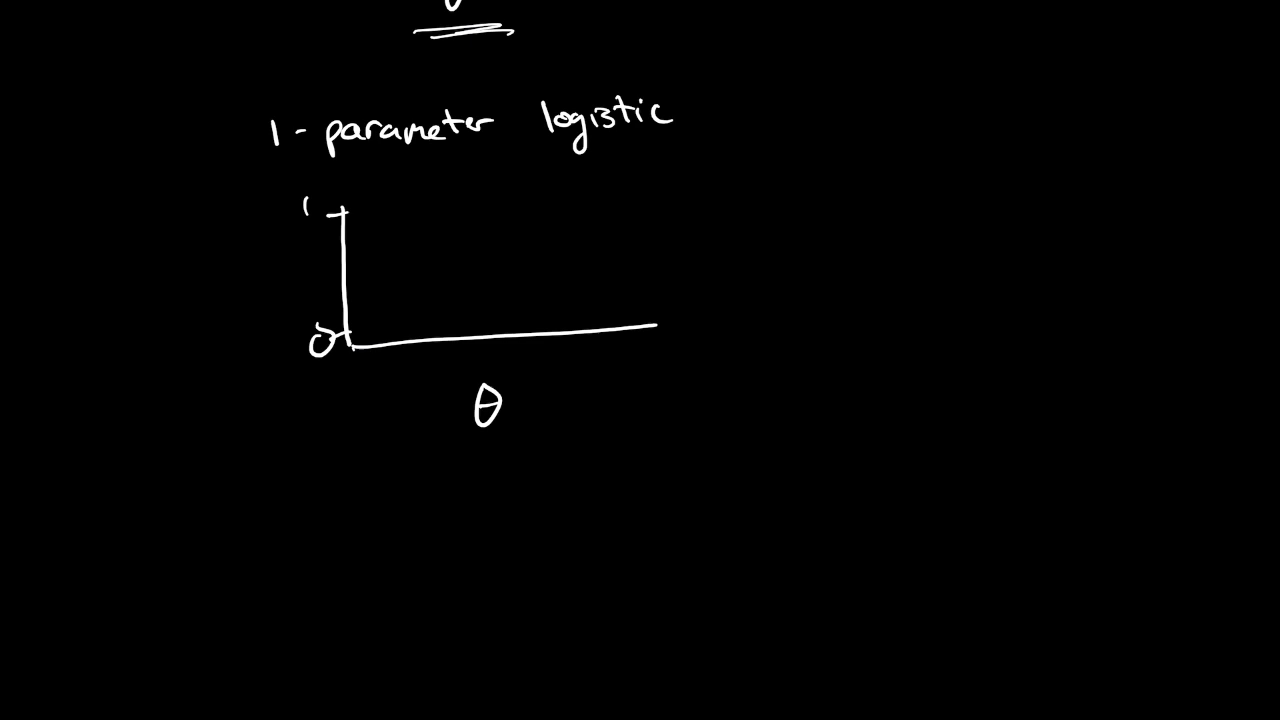 1 - parameter logistic
1
0
θ